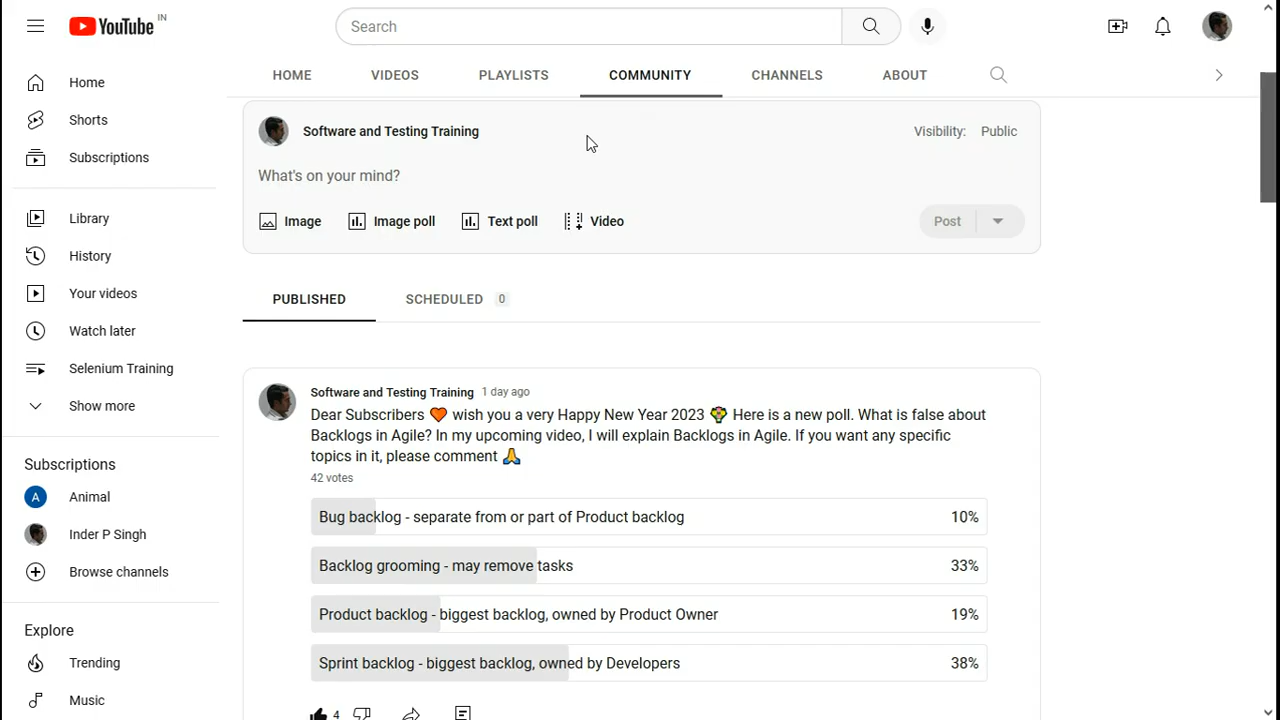 YouTube IN
Search
Home
Shorts
Subscriptions
Library
History
Your videos
Watch later
Selenium Training
Show more
Subscriptions
A Animal
Inder P Singh
Browse channels
Explore
Trending
Music
HOME VIDEOS PLAYLISTS COMMUNITY CHANNELS ABOUT
Software and Testing Training Visibility: Public
What's on your mind?
Image Image poll Text poll Video Post
PUBLISHED SCHEDULED 0
Software and Testing Training 1 day ago
Dear Subscribers 🧡 wish you a very Happy New Year 2023 💐 Here is a new poll. What is false about
Backlogs in Agile? In my upcoming video, I will explain Backlogs in Agile. If you want any specific
topics in it, please comment 🙏
42 votes
Bug backlog - separate from or part of Product backlog 10%
Backlog grooming - may remove tasks 33%
Product backlog - biggest backlog, owned by Product Owner 19%
Sprint backlog - biggest backlog, owned by Developers 38%
4